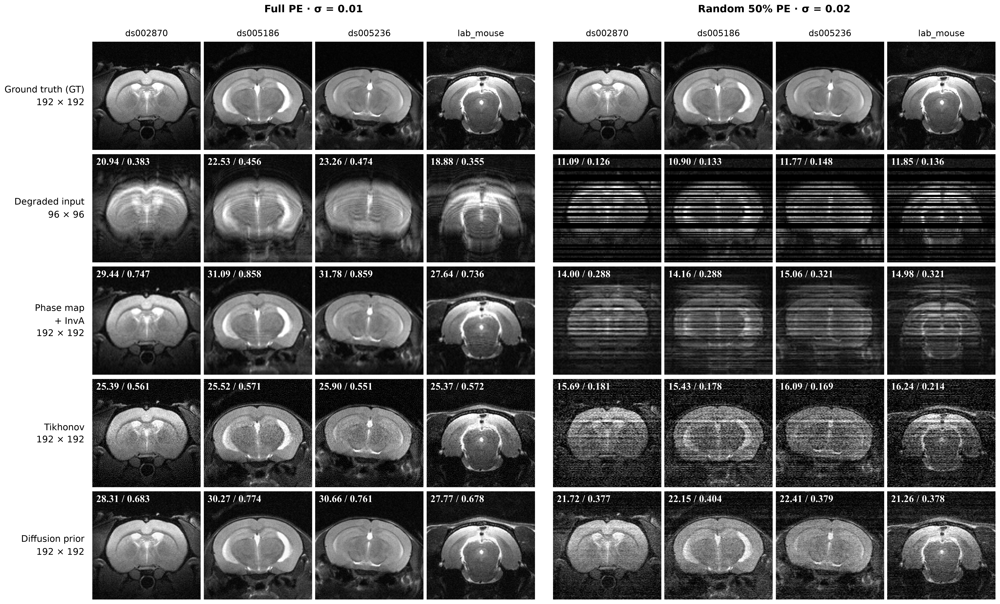 Full PE · σ = 0.01
Random 50% PE · σ = 0.02
ds002870
ds005186
ds005236
lab_mouse
ds002870
ds005186
ds005236
lab_mouse
Ground truth (GT)
192 × 192
Degraded input
96 × 96
20.94 / 0.383
22.53 / 0.456
23.26 / 0.474
18.88 / 0.355
11.09 / 0.126
10.90 / 0.133
11.77 / 0.148
11.85 / 0.136
Phase map
+ InvA
192 × 192
29.44 / 0.747
31.09 / 0.858
31.78 / 0.859
27.64 / 0.736
14.00 / 0.288
14.16 / 0.288
15.06 / 0.321
14.98 / 0.321
Tikhonov
192 × 192
25.39 / 0.561
25.52 / 0.571
25.90 / 0.551
25.37 / 0.572
15.69 / 0.181
15.43 / 0.178
16.09 / 0.169
16.24 / 0.214
Diffusion prior
192 × 192
28.31 / 0.683
30.27 / 0.774
30.66 / 0.761
27.77 / 0.678
21.72 / 0.377
22.15 / 0.404
22.41 / 0.379
21.26 / 0.378